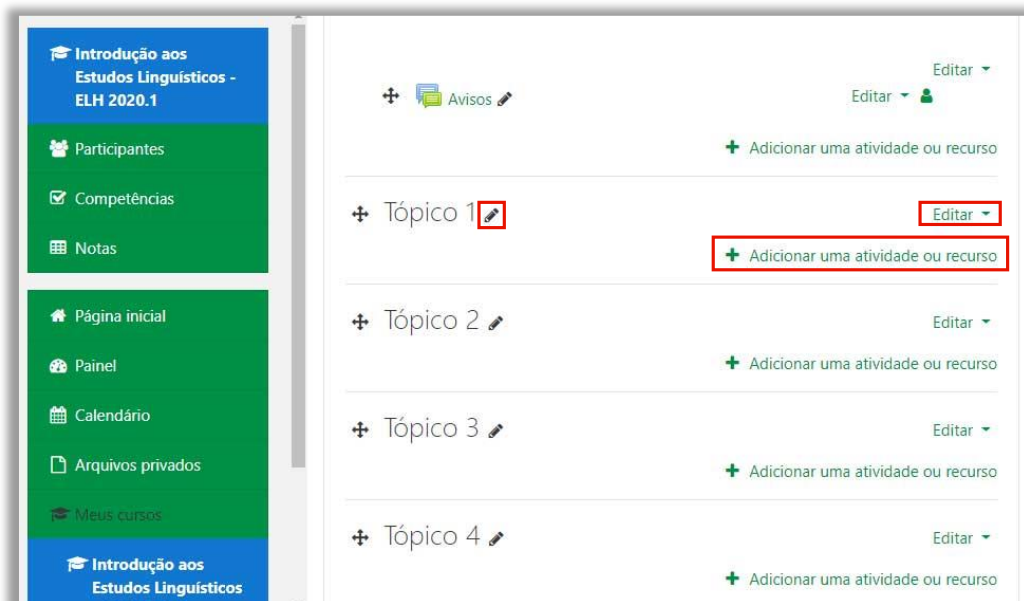 Introdução aos
Estudos Linguísticos -
ELH 2020.1
Participantes
Competências
Notas
Página inicial
Painel
Calendário
Arquivos privados
Meus cursos
Introdução aos
Estudos Linguísticos
Editar
Avisos Editar
Adicionar uma atividade ou recurso
Tópico 1 Editar
Adicionar uma atividade ou recurso
Tópico 2 Editar
Adicionar uma atividade ou recurso
Tópico 3 Editar
Adicionar uma atividade ou recurso
Tópico 4 Editar
Adicionar uma atividade ou recurso